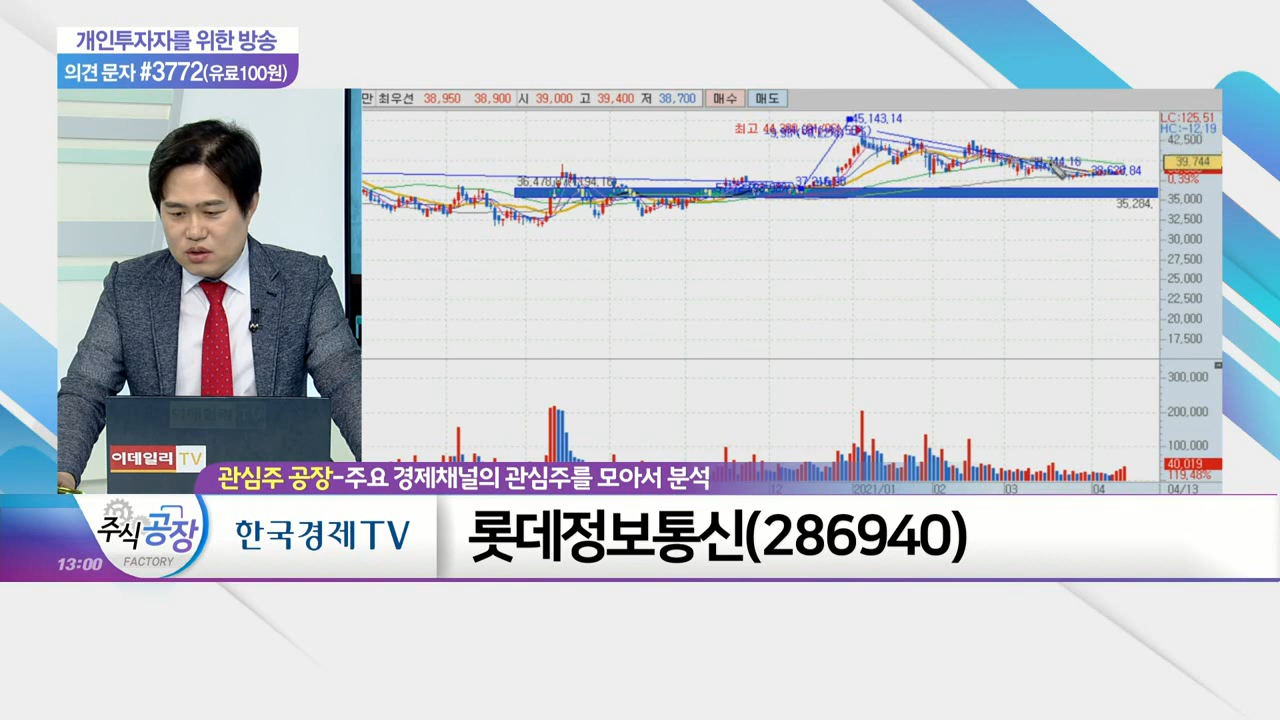 개인투자자를 위한 방송
의견 문자 #3772(유료100원)
만 최우선 38,950 38,900 시 39,000 고 39,400 저 38,700 매수 매도
LC:125.51
HC:-12.19
45,143.14
최고
42,500
39,744
0.39%
35,000
35,284,
32,500
30,000
27,500
25,000
22,500
20,000
17,500
300,000
200,000
100,000
40,019
119.48%
12 2021/01 02 03 04 04/13
이데일리 TV
관심주 공장-주요 경제채널의 관심주를 모아서 분석
주식공장
FACTORY
13:00
한국경제TV
롯데정보통신(286940)